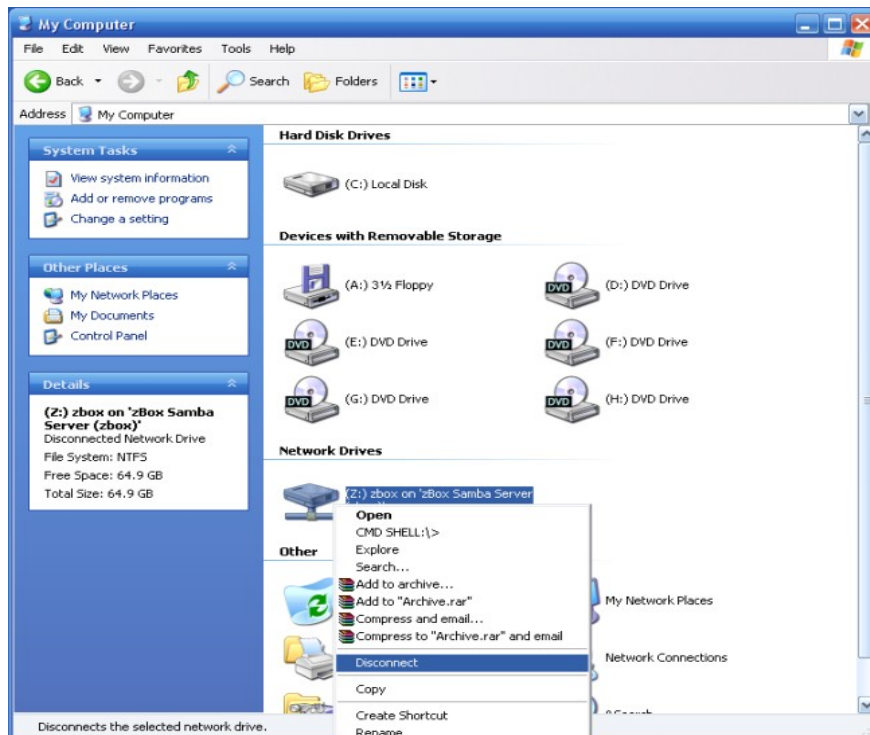 My Computer
File Edit View Favorites Tools Help
Back Search Folders
Address My Computer
System Tasks
View system information
Add or remove programs
Change a setting
Other Places
My Network Places
My Documents
Control Panel
Details
(Z:) zbox on 'zBox Samba
Server (zbox)'
Disconnected Network Drive
File System: NTFS
Free Space: 64.9 GB
Total Size: 64.9 GB
Hard Disk Drives
(C:) Local Disk
Devices with Removable Storage
(A:) 3½ Floppy
(D:) DVD Drive
(E:) DVD Drive
(F:) DVD Drive
(G:) DVD Drive
(H:) DVD Drive
Network Drives
(Z:) zbox on 'zBox Samba Server
Other
My Network Places
Network Connections
Open
CMD SHELL:\>
Explore
Search...
Add to archive...
Add to "Archive.rar"
Compress and email...
Compress to "Archive.rar" and email
Disconnect
Copy
Create Shortcut
Rename
Disconnects the selected network drive.